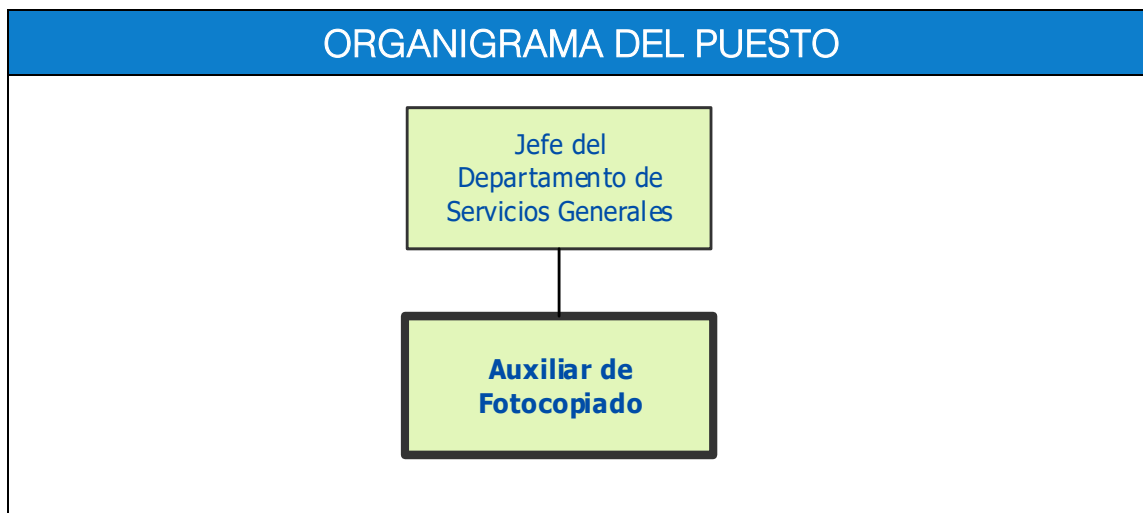 ORGANIGRAMA DEL PUESTO
Jefe del
Departamento de
Servicios Generales
Auxiliar de
Fotocopiado